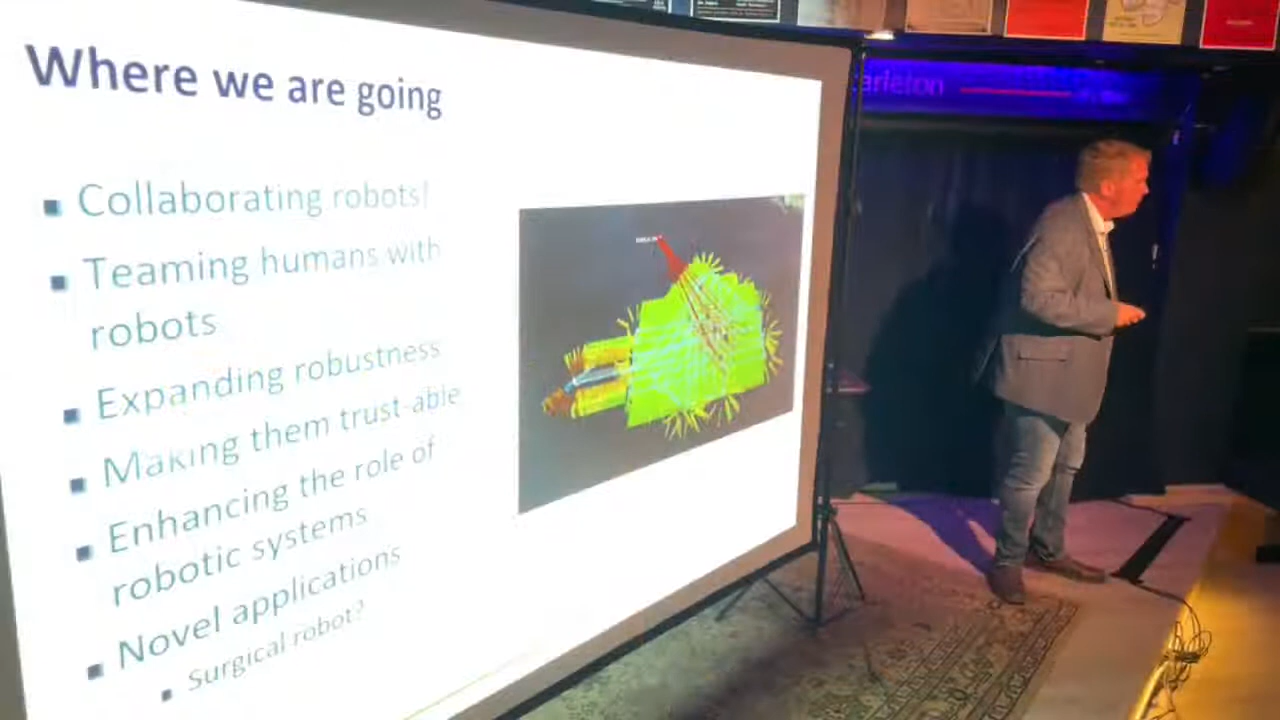 Where we are going
Collaborating robots!
Teaming humans with
robots
Expanding robustness
Making them trust-able
Enhancing the role of
robotic systems
Novel applications
Surgical robot?
arleton